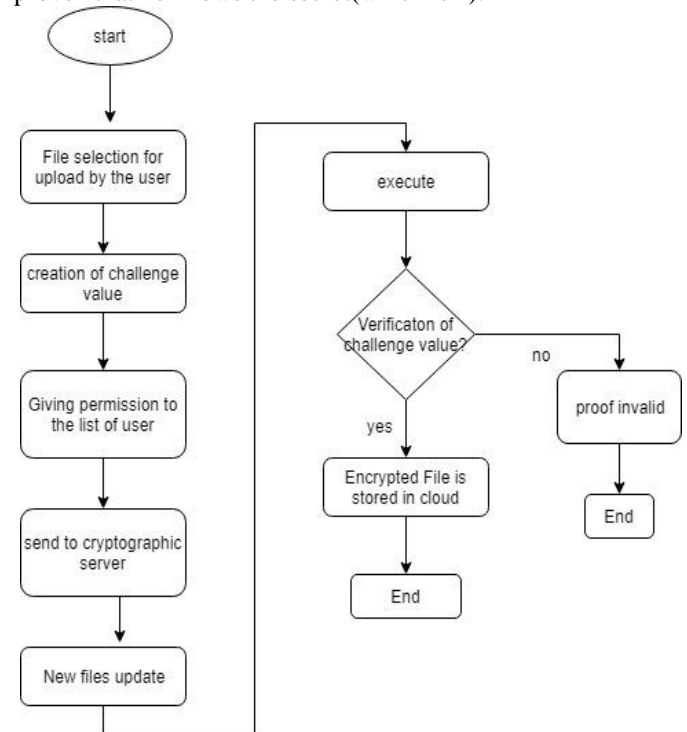 start
File selection for
upload by the user
creation of challenge
value
Giving permission to
the list of user
send to cryptographic
server
New files update
execute
Verificaton of
challenge value?
no
yes
proof invalid
Encrypted File is
stored in cloud
End
End